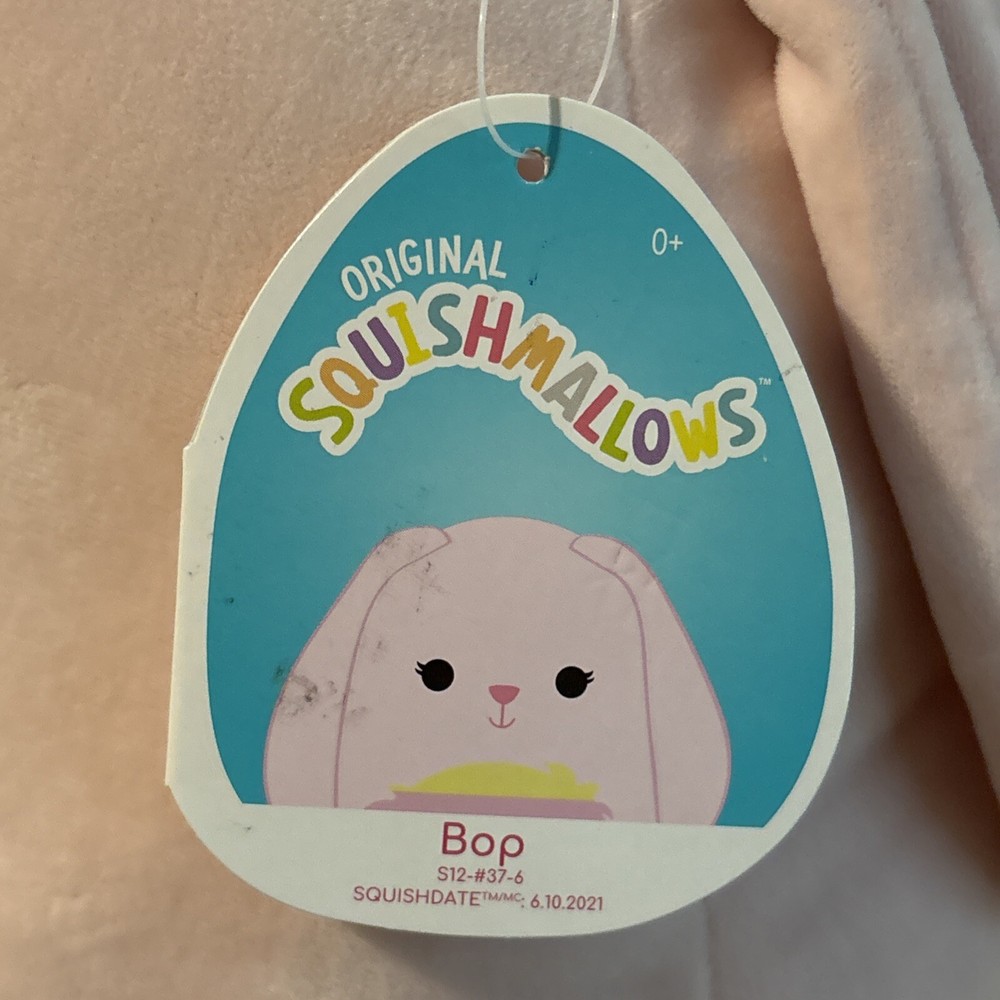 0+
ORIGINAL
SQUISHMALLOWS™
Bop
S12-#37-6
SQUISHDATE™/MC: 6.10.2021